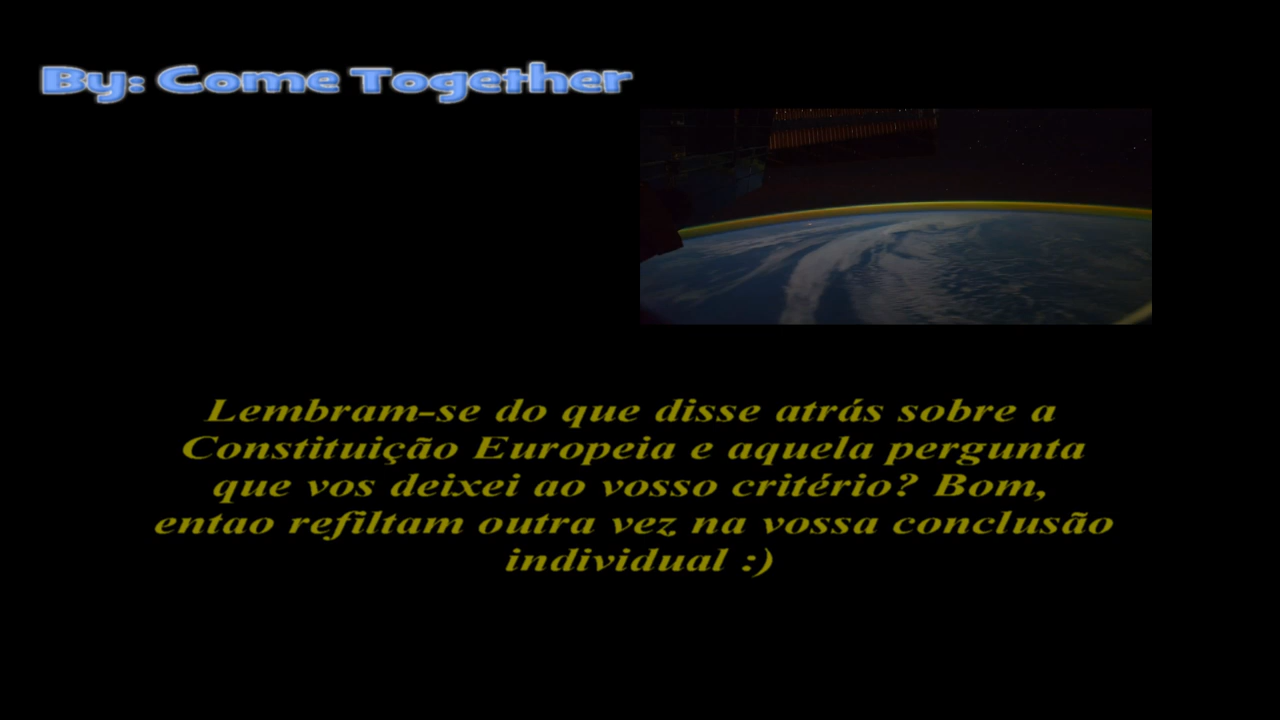 By: Come Together
Lembram-se do que disse atrás sobre a
Constituição Europeia e aquela pergunta
que vos deixei ao vosso critério? Bom,
entao refiltam outra vez na vossa conclusão
individual :)